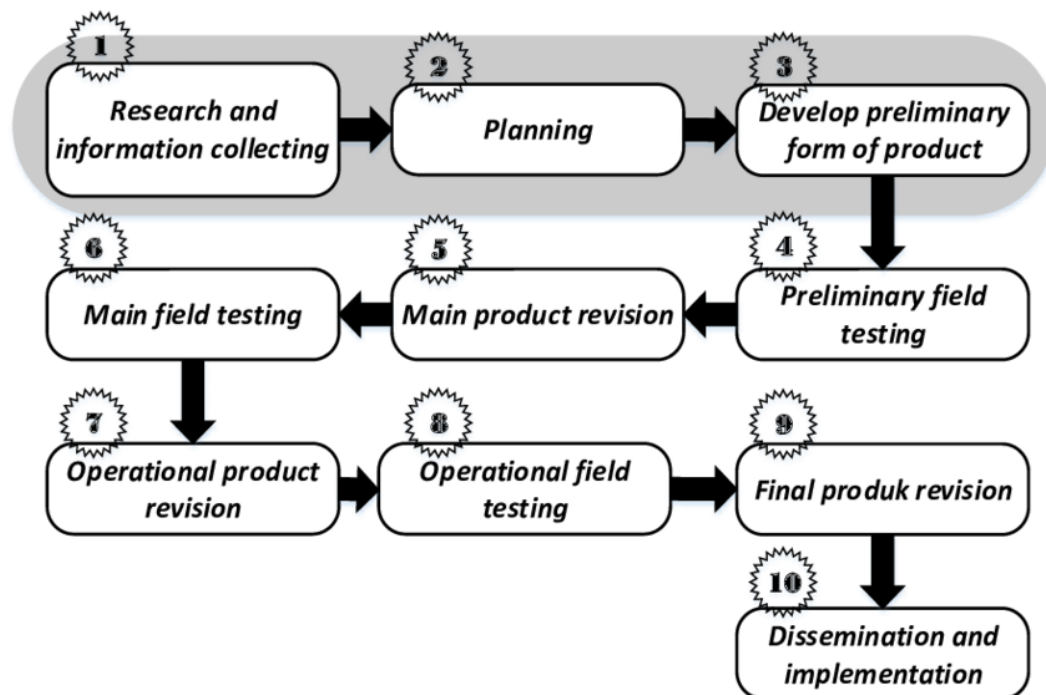 1
Research and
information collecting
2
Planning
3
Develop preliminary
form of product
4
Preliminary field
testing
5
Main product revision
6
Main field testing
7
Operational product
revision
8
Operational field
testing
9
Final produk revision
10
Dissemination and
implementation